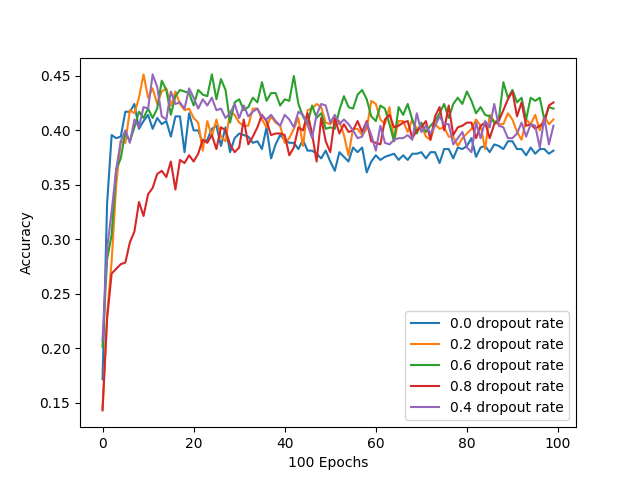 0.45
0.40
0.35
0.30
0.25
0.20
0.15
Accuracy
0 20 40 60 80 100
100 Epochs
0.0 dropout rate
0.2 dropout rate
0.6 dropout rate
0.8 dropout rate
0.4 dropout rate